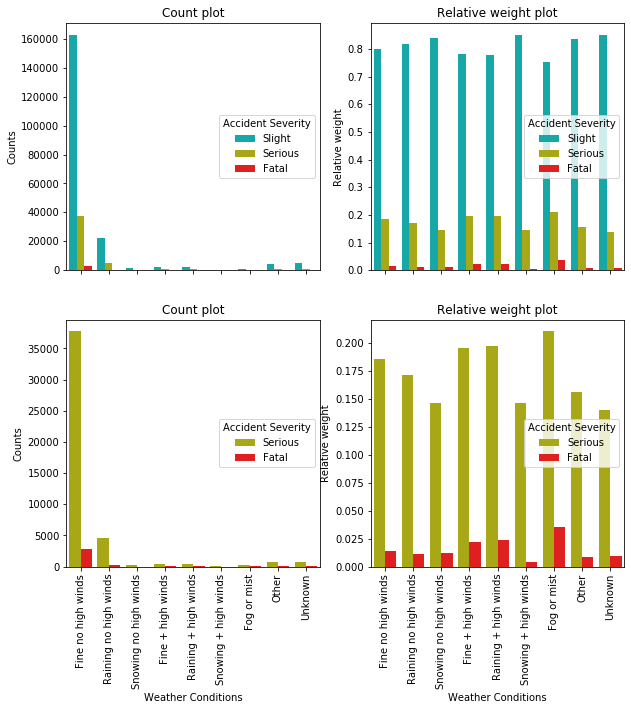 Count plot
Counts
160000
140000
120000
100000
80000
60000
40000
20000
0
Accident Severity
Slight
Serious
Fatal
Relative weight plot
Relative weight
0.8
0.7
0.6
0.5
0.4
0.3
0.2
0.1
0.0
Accident Severity
Slight
Serious
Fatal
Count plot
Counts
35000
30000
25000
20000
15000
10000
5000
0
Accident Severity
Serious
Fatal
Fine no high winds
Raining no high winds
Snowing no high winds
Fine + high winds
Raining + high winds
Snowing + high winds
Fog or mist
Other
Unknown
Weather Conditions
Relative weight plot
Relative weight
0.200
0.175
0.150
0.125
0.100
0.075
0.050
0.025
0.000
Accident Severity
Serious
Fatal
Fine no high winds
Raining no high winds
Snowing no high winds
Fine + high winds
Raining + high winds
Snowing + high winds
Fog or mist
Other
Unknown
Weather Conditions